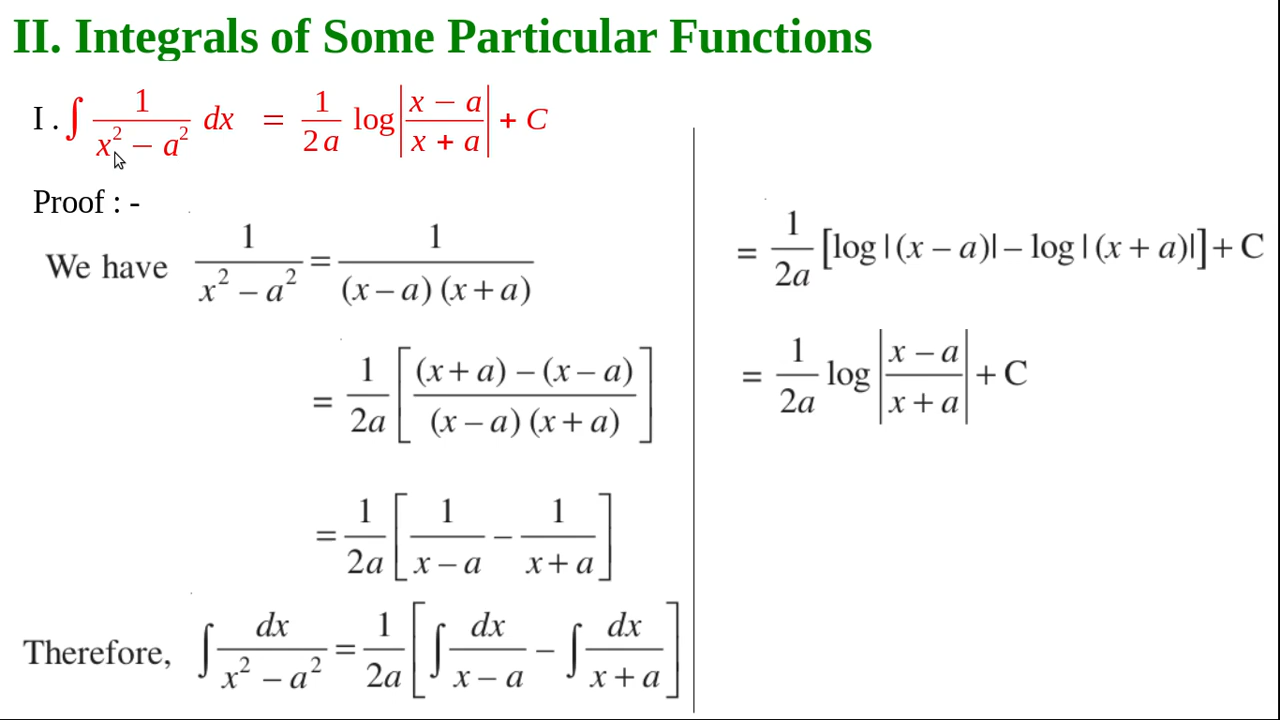 II. Integrals of Some Particular Functions
I . ∫ 1/(x² − a²) dx = 1/(2a) log |(x − a)/(x + a)| + C
Proof : -
We have 1/(x² – a²) = 1/((x – a) (x + a))
= 1/(2a) [((x + a) – (x – a))/((x – a) (x + a))]
= 1/(2a) [1/(x – a) – 1/(x + a)]
Therefore, ∫ dx/(x² – a²) = 1/(2a) [∫ dx/(x – a) – ∫ dx/(x + a)]
= 1/(2a) [log | (x – a)| – log | (x + a)|] + C
= 1/(2a) log |(x – a)/(x + a)| + C